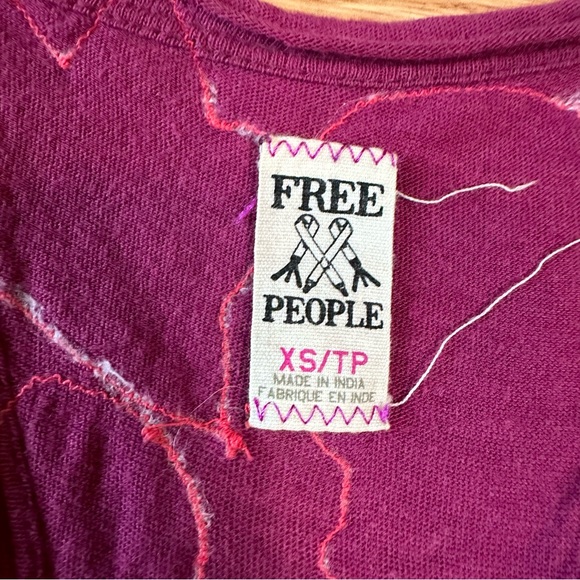 FREE
PEOPLE
XS/TP
MADE IN INDIA
FABRIQUE EN INDE